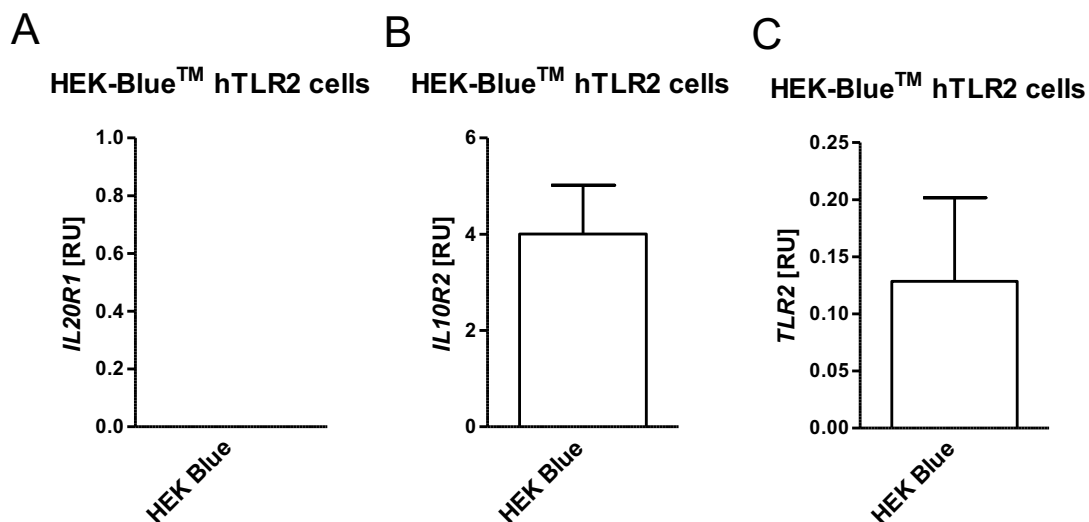 A
HEK-Blue™ hTLR2 cells
IL20R1 [RU]
1.0
0.8
0.6
0.4
0.2
0.0
HEK Blue
B
HEK-Blue™ hTLR2 cells
IL10R2 [RU]
6
4
2
0
HEK Blue
C
HEK-Blue™ hTLR2 cells
TLR2 [RU]
0.25
0.20
0.15
0.10
0.05
0.00
HEK Blue